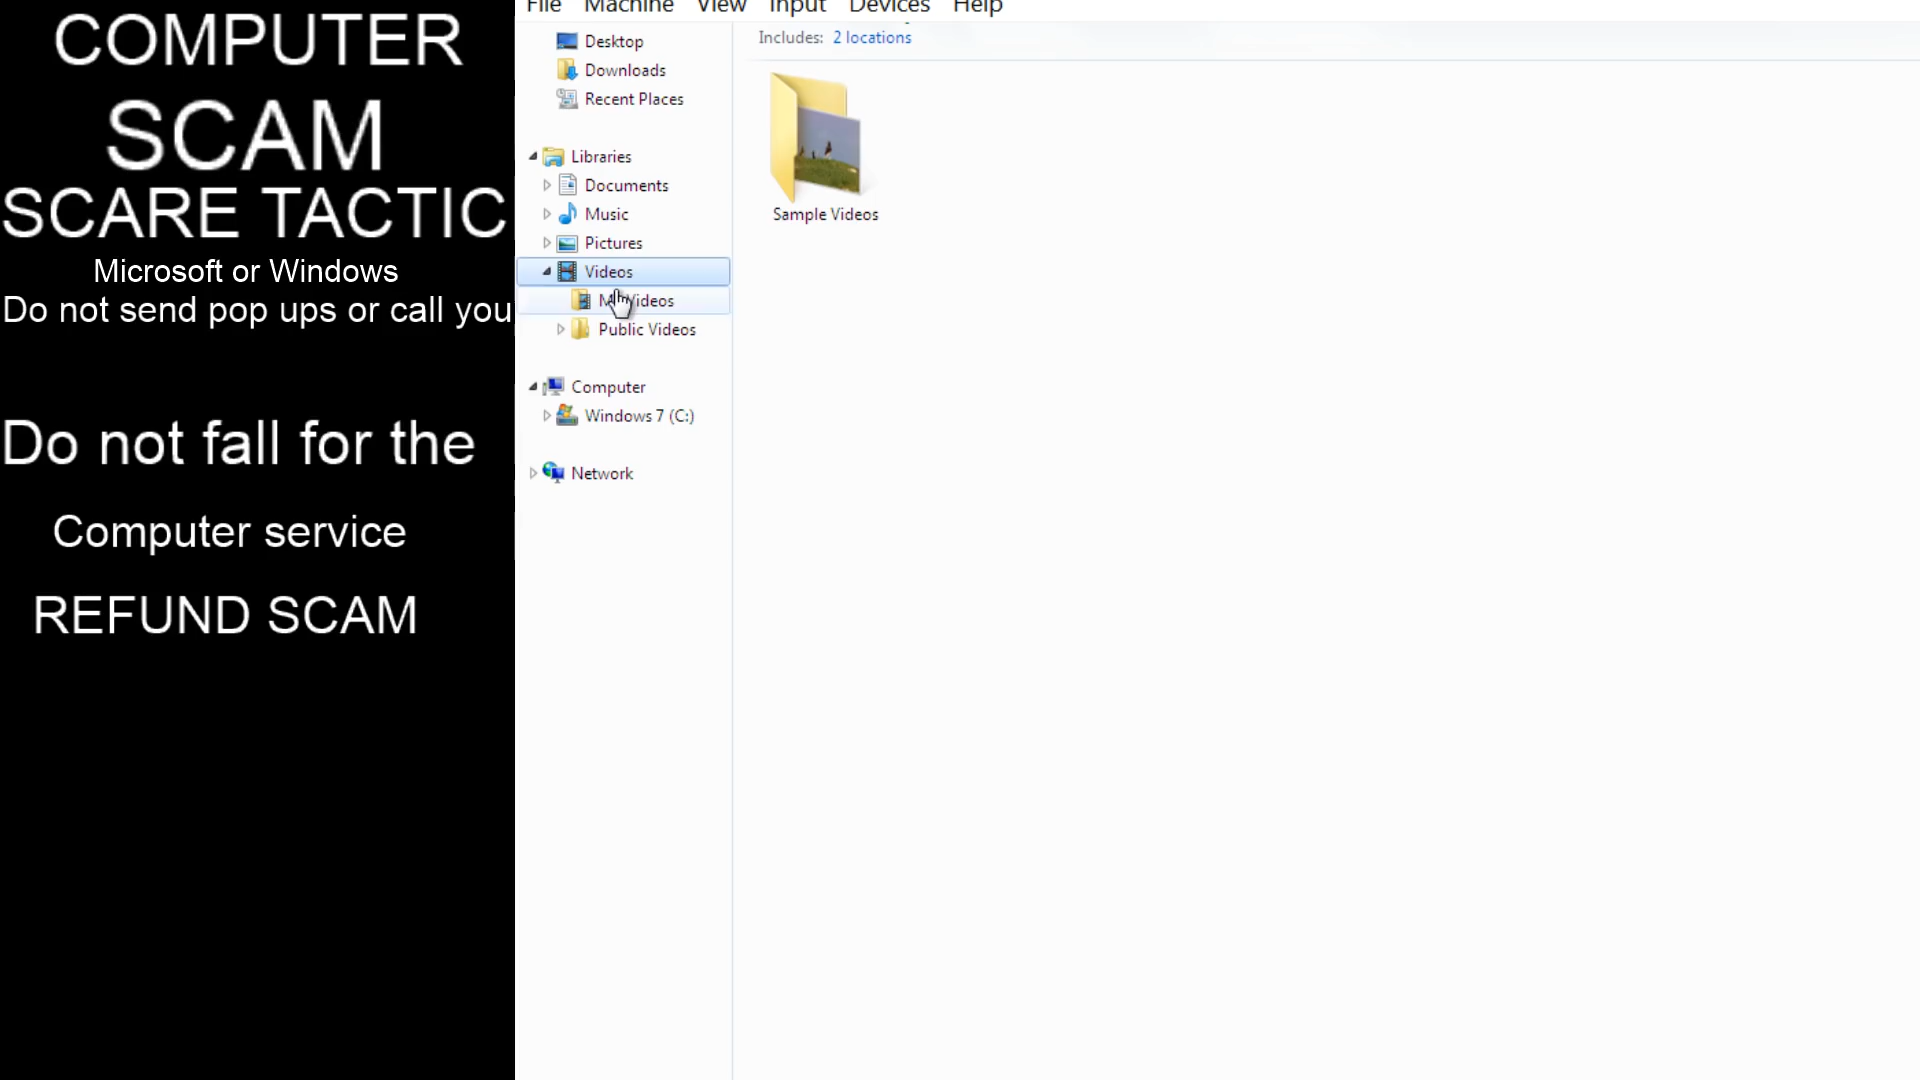 COMPUTER
SCAM
SCARE TACTIC
Microsoft or Windows
Do not send pop ups or call you
Do not fall for the
Computer service
REFUND SCAM
File Machine View Input Devices Help
Desktop
Downloads
Recent Places
Libraries
Documents
Music
Pictures
Videos
My Videos
Public Videos
Computer
Windows 7 (C:)
Network
Includes: 2 locations
Sample Videos